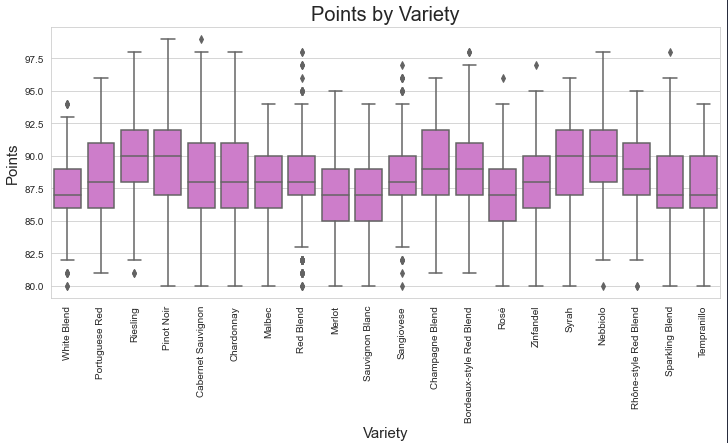 Points by Variety
Points
97.5
95.0
92.5
90.0
87.5
85.0
82.5
80.0
White Blend
Portuguese Red
Riesling
Pinot Noir
Cabernet Sauvignon
Chardonnay
Malbec
Red Blend
Merlot
Sauvignon Blanc
Sangiovese
Champagne Blend
Bordeaux-style Red Blend
Rosé
Zinfandel
Syrah
Nebbiolo
Rhône-style Red Blend
Sparkling Blend
Tempranillo
Variety